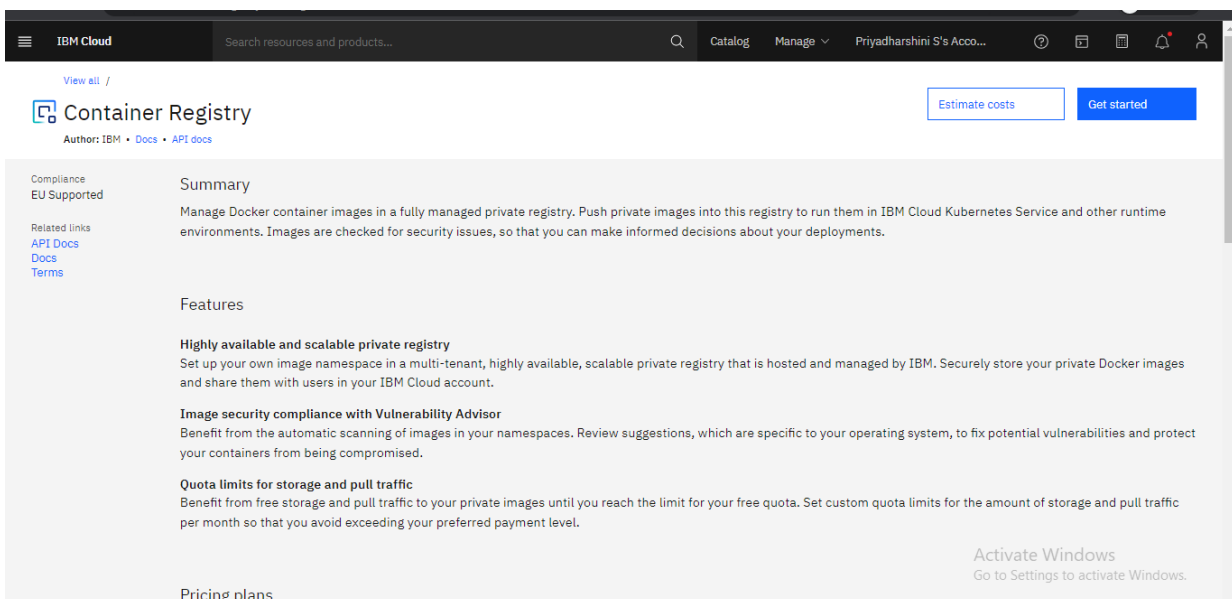 IBM Cloud
Search resources and products...
Catalog
Manage
Priyadharshini S's Acco...
View all /
Container Registry
Estimate costs
Get started
Author: IBM • Docs • API docs
Compliance
EU Supported
Related links
API Docs
Docs
Terms
Summary
Manage Docker container images in a fully managed private registry. Push private images into this registry to run them in IBM Cloud Kubernetes Service and other runtime
environments. Images are checked for security issues, so that you can make informed decisions about your deployments.
Features
Highly available and scalable private registry
Set up your own image namespace in a multi-tenant, highly available, scalable private registry that is hosted and managed by IBM. Securely store your private Docker images
and share them with users in your IBM Cloud account.
Image security compliance with Vulnerability Advisor
Benefit from the automatic scanning of images in your namespaces. Review suggestions, which are specific to your operating system, to fix potential vulnerabilities and protect
your containers from being compromised.
Quota limits for storage and pull traffic
Benefit from free storage and pull traffic to your private images until you reach the limit for your free quota. Set custom quota limits for the amount of storage and pull traffic
per month so that you avoid exceeding your preferred payment level.
Activate Windows
Go to Settings to activate Windows.
Pricing plans